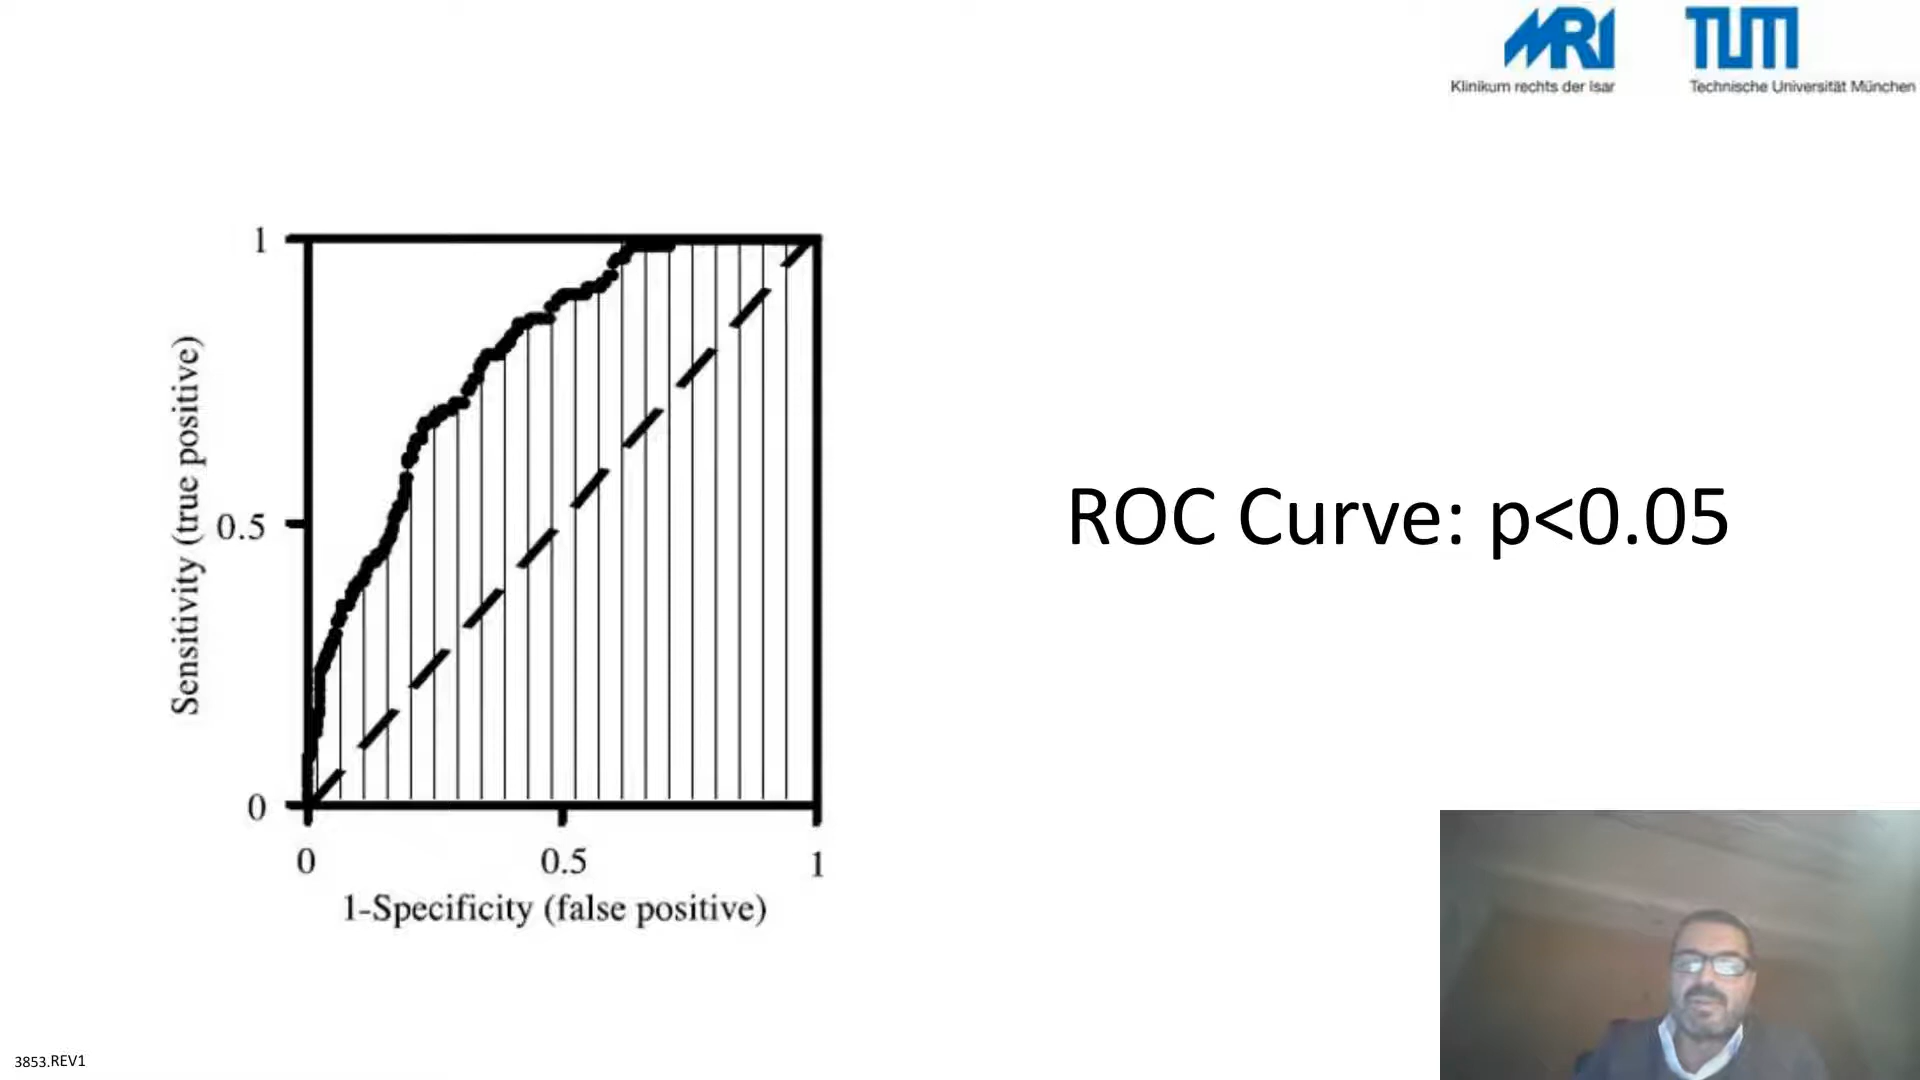 MRI
Klinikum rechts der Isar
TUM
Technische Universität München
1
Sensitivity (true positive)
0.5
0
0
0.5
1
1-Specificity (false positive)
ROC Curve: p<0.05
3853.REV1